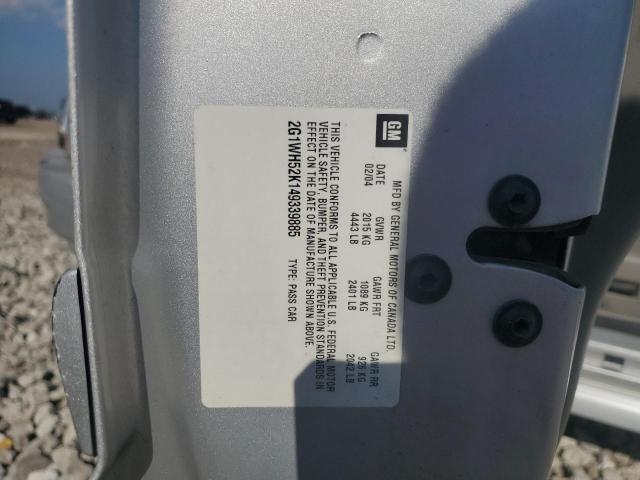 GM
MFD BY GENERAL MOTORS OF CANADA LTD.
DATE GVWR GAWR FRT GAWR RR
02/04 2015 KG 1089 KG 926 KG
4443 LB 2401 LB 2042 LB
THIS VEHICLE CONFORMS TO ALL APPLICABLE U.S. FEDERAL MOTOR
VEHICLE SAFETY, BUMPER, AND THEFT PREVENTION STANDARDS IN
EFFECT ON THE DATE OF MANUFACTURE SHOWN ABOVE.
2G1WH52K149339885 TYPE: PASS CAR